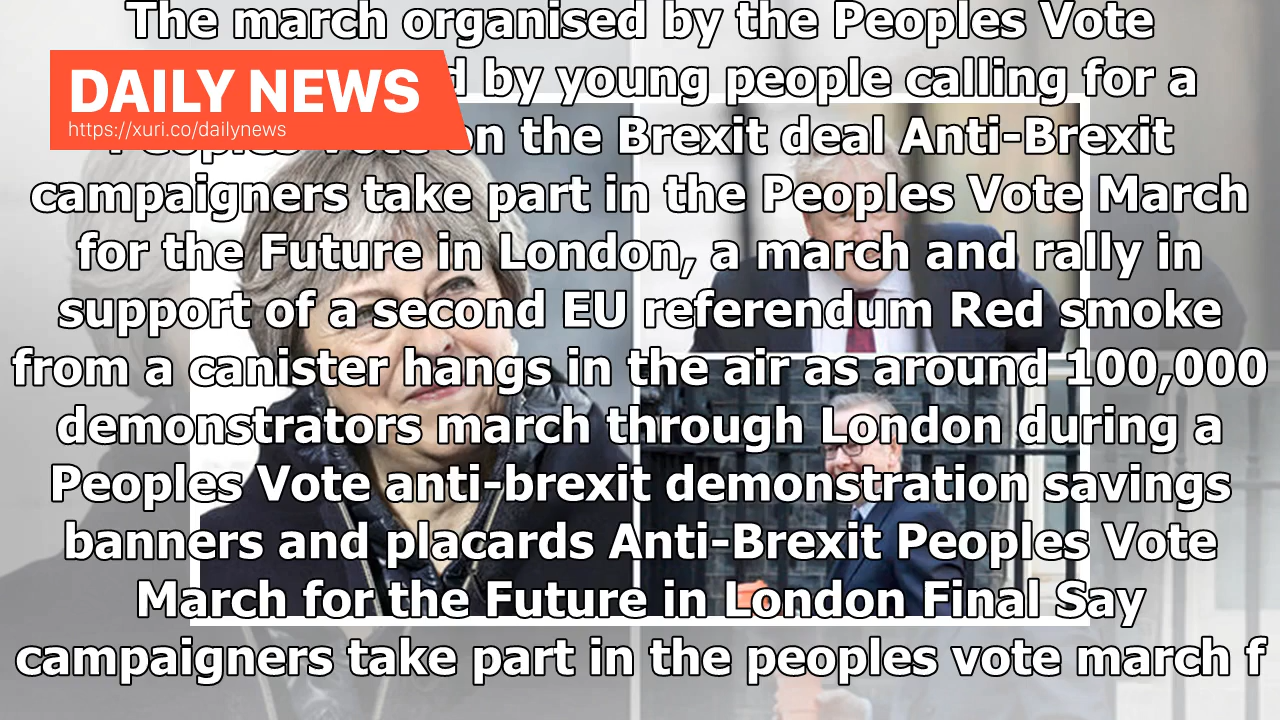 The march organised by the Peoples Vote
DAILY NEWS
https://xuri.co/dailynews
by young people calling for a
on the Brexit deal Anti-Brexit
campaigners take part in the Peoples Vote March
for the Future in London, a march and rally in
support of a second EU referendum Red smoke
from a canister hangs in the air as around 100,000
demonstrators march through London during a
Peoples Vote anti-brexit demonstration savings
banners and placards Anti-Brexit Peoples Vote
March for the Future in London Final Say
campaigners take part in the peoples vote march f